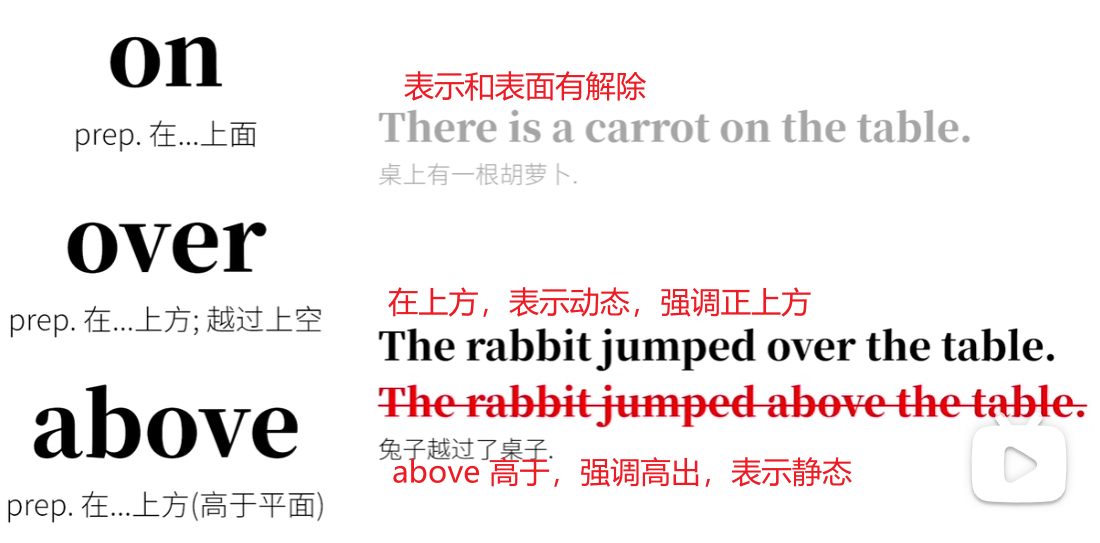 on
prep. 在...上面
表示和表面有解除
There is a carrot on the table.
桌上有一根胡萝卜.
over
prep. 在...上方; 越过上空
在上方，表示动态，强调正上方
The rabbit jumped over the table.
The rabbit jumped above the table.
兔子越过了桌子.
above
prep. 在...上方(高于平面)
above 高于，强调高出，表示静态